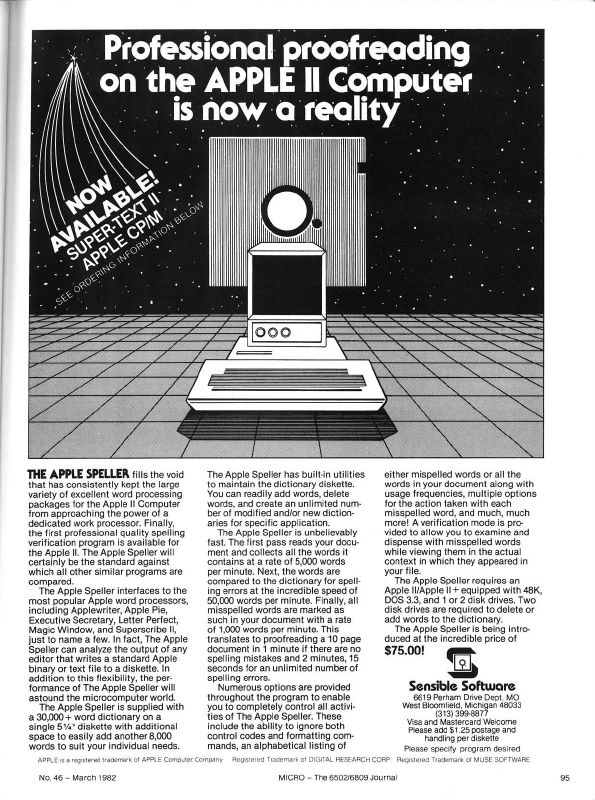 Professional proofreading
on the APPLE II Computer
is now a reality
NOW
AVAILABLE!
SUPER-TEXT II
APPLE CP/M
SEE ORDERING INFORMATION BELOW
THE APPLE SPELLER fills the void
that has consistently kept the large
variety of excellent word processing
packages for the Apple II Computer
from approaching the power of a
dedicated work processor. Finally,
the first professional quality spelling
verification program is available for
the Apple II. The Apple Speller will
certainly be the standard against
which all other similar programs are
compared.
The Apple Speller interfaces to the
most popular Apple word processors,
including Applewriter, Apple Pie,
Executive Secretary, Letter Perfect,
Magic Window, and Superscribe II,
just to name a few. In fact, The Apple
Speller can analyze the output of any
editor that writes a standard Apple
binary or text file to a diskette. In
addition to this flexibility, the per-
formance of The Apple Speller will
astound the microcomputer world.
The Apple Speller is supplied with
a 30,000+ word dictionary on a
single 5¼" diskette with additional
space to easily add another 8,000
words to suit your individual needs.
The Apple Speller has built-in utilities
to maintain the dictionary diskette.
You can readily add words, delete
words, and create an unlimited num-
ber of modified and/or new diction-
aries for specific application.
The Apple Speller is unbelievably
fast. The first pass reads your docu-
ment and collects all the words it
contains at a rate of 5,000 words
per minute. Next, the words are
compared to the dictionary for spell-
ing errors at the incredible speed of
50,000 words per minute. Finally, all
misspelled words are marked as
such in your document with a rate
of 1,000 words per minute. This
translates to proofreading a 10 page
document in 1 minute if there are no
spelling mistakes and 2 minutes, 15
seconds for an unlimited number of
spelling errors.
Numerous options are provided
throughout the program to enable
you to completely control all activi-
ties of The Apple Speller. These
include the ability to ignore both
control codes and formatting com-
mands, an alphabetical listing of
either mispelled words or all the
words in your document along with
usage frequencies, multiple options
for the action taken with each
misspelled word, and much, much
more! A verification mode is pro-
vided to allow you to examine and
dispense with misspelled words
while viewing them in the actual
context in which they appeared in
your file.
The Apple Speller requires an
Apple II/Apple II+ equipped with 48K,
DOS 3.3, and 1 or 2 disk drives. Two
disk drives are required to delete or
add words to the dictionary.
The Apple Speller is being intro-
duced at the incredible price of
$75.00!
Sensible Software
6619 Perham Drive Dept. MO
West Bloomfield, Michigan 48033
(313) 399-8877
Visa and Mastercard Welcome
Please add $1.25 postage and
handling per diskette
Please specify program desired
APPLE is a registered trademark of Apple Computer Company Registered Trademark of DIGITAL RESEARCH CORP Registered Trademark of MUSE SOFTWARE
No. 46 – March 1982 MICRO – The 6502/6809 Journal 95